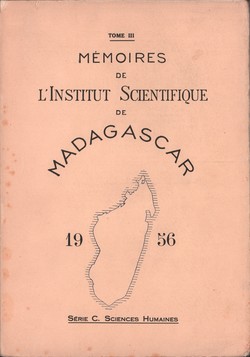 TOME III
MÉMOIRES
DE
L'INSTITUT SCIENTIFIQUE
DE
MADAGASCAR
19 56
SÉRIE C. SCIENCES HUMAINES